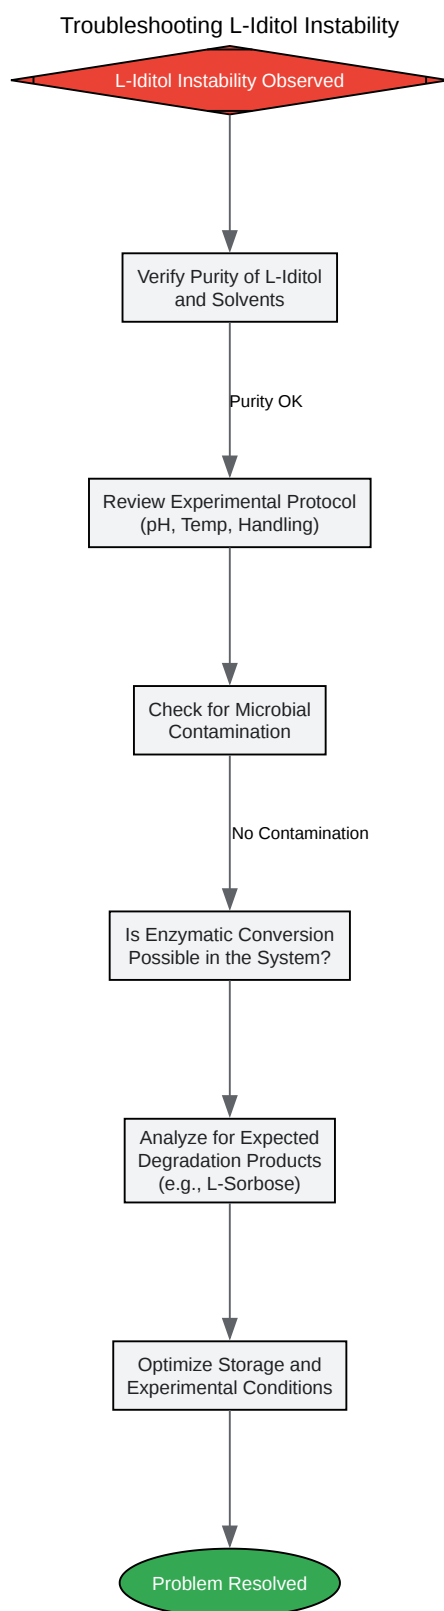 Troubleshooting L-Iditol Instability
L-Iditol Instability Observed
Verify Purity of L-Iditol
and Solvents
Purity OK
Review Experimental Protocol
(pH, Temp, Handling)
Check for Microbial
Contamination
No Contamination
Is Enzymatic Conversion
Possible in the System?
Analyze for Expected
Degradation Products
(e.g., L-Sorbose)
Optimize Storage and
Experimental Conditions
Problem Resolved